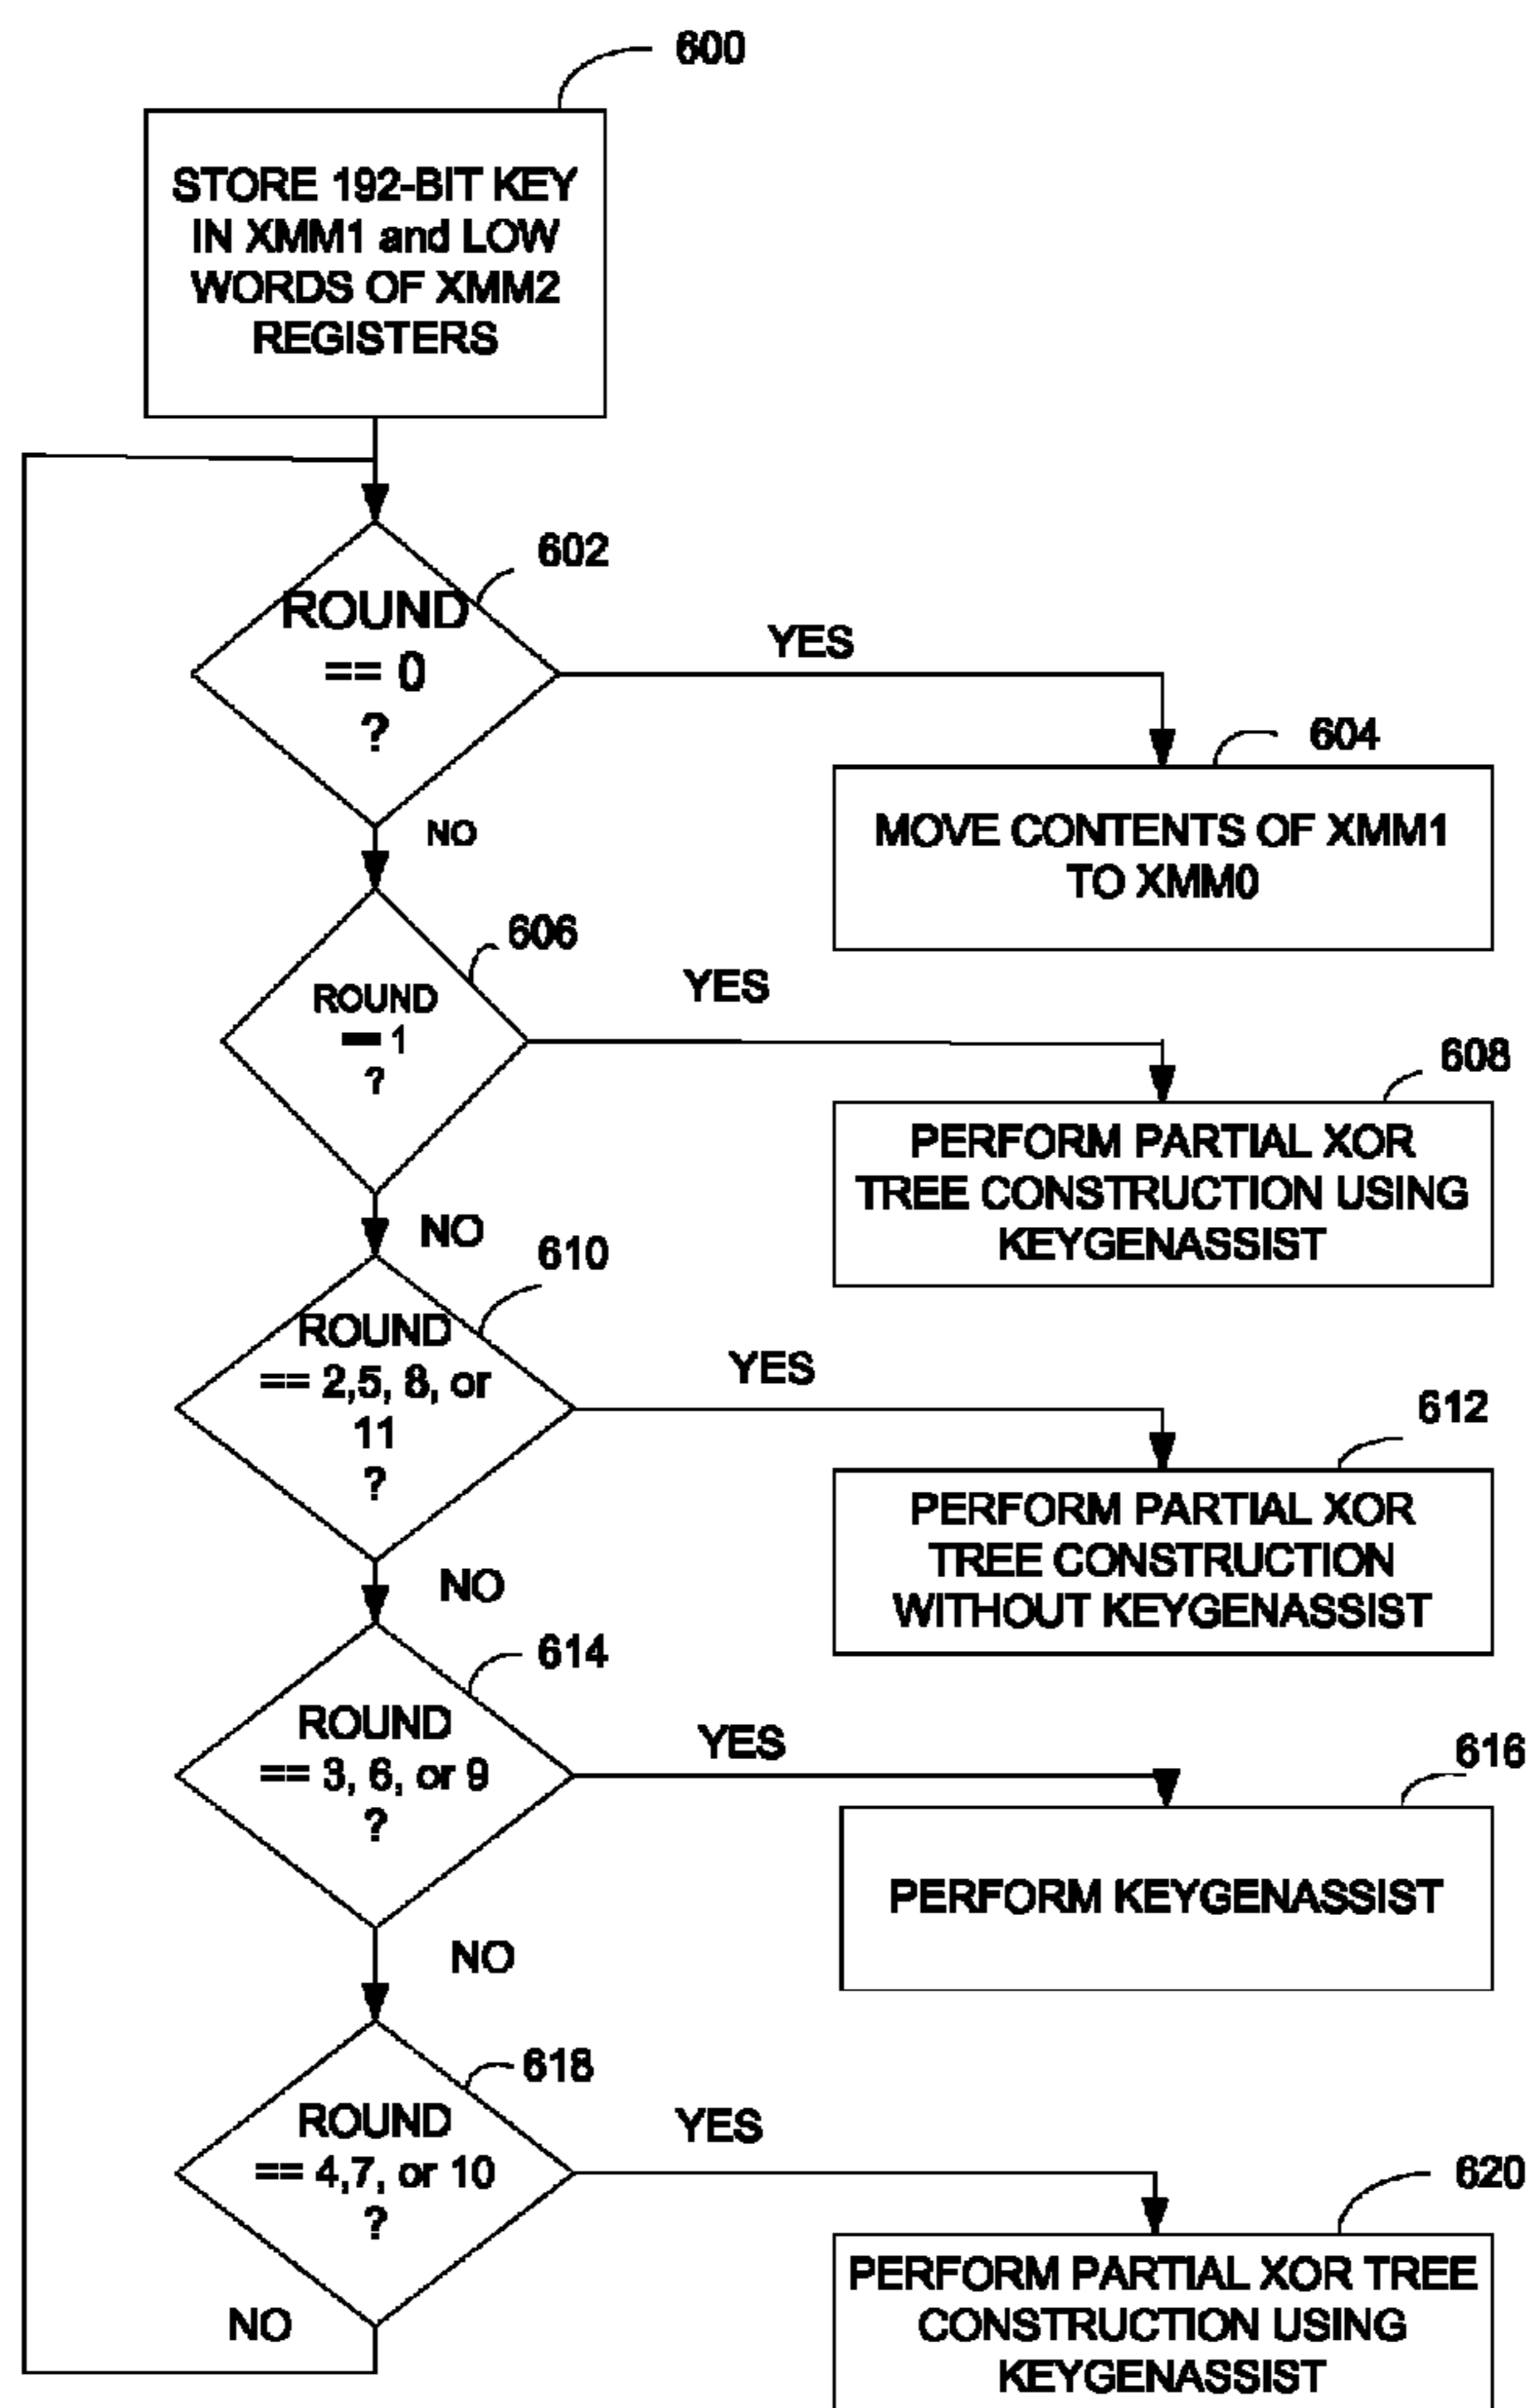 600
STORE 192-BIT KEY
IN XMM1 and LOW
WORDS OF XMM2
REGISTERS
602
ROUND
== 0
?
YES
604
MOVE CONTENTS OF XMM1
TO XMM0
NO
606
ROUND
== 1
?
YES
608
PERFORM PARTIAL XOR
TREE CONSTRUCTION USING
KEYGENASSIST
NO
610
ROUND
== 2,5, 8, or
11
?
YES
612
PERFORM PARTIAL XOR
TREE CONSTRUCTION
WITHOUT KEYGENASSIST
NO
614
ROUND
== 3, 6, or 9
?
YES
616
PERFORM KEYGENASSIST
NO
618
ROUND
== 4,7, or 10
?
YES
620
PERFORM PARTIAL XOR TREE
CONSTRUCTION USING
KEYGENASSIST
NO